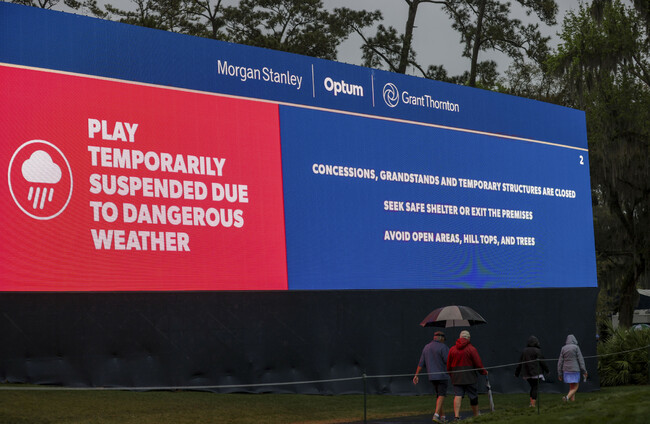 Morgan Stanley
Optum
Grant Thornton
2
PLAY
TEMPORARILY
SUSPENDED DUE
TO DANGEROUS
WEATHER
CONCESSIONS, GRANDSTANDS AND TEMPORARY STRUCTURES ARE CLOSED
SEEK SAFE SHELTER OR EXIT THE PREMISES
AVOID OPEN AREAS, HILL TOPS, AND TREES